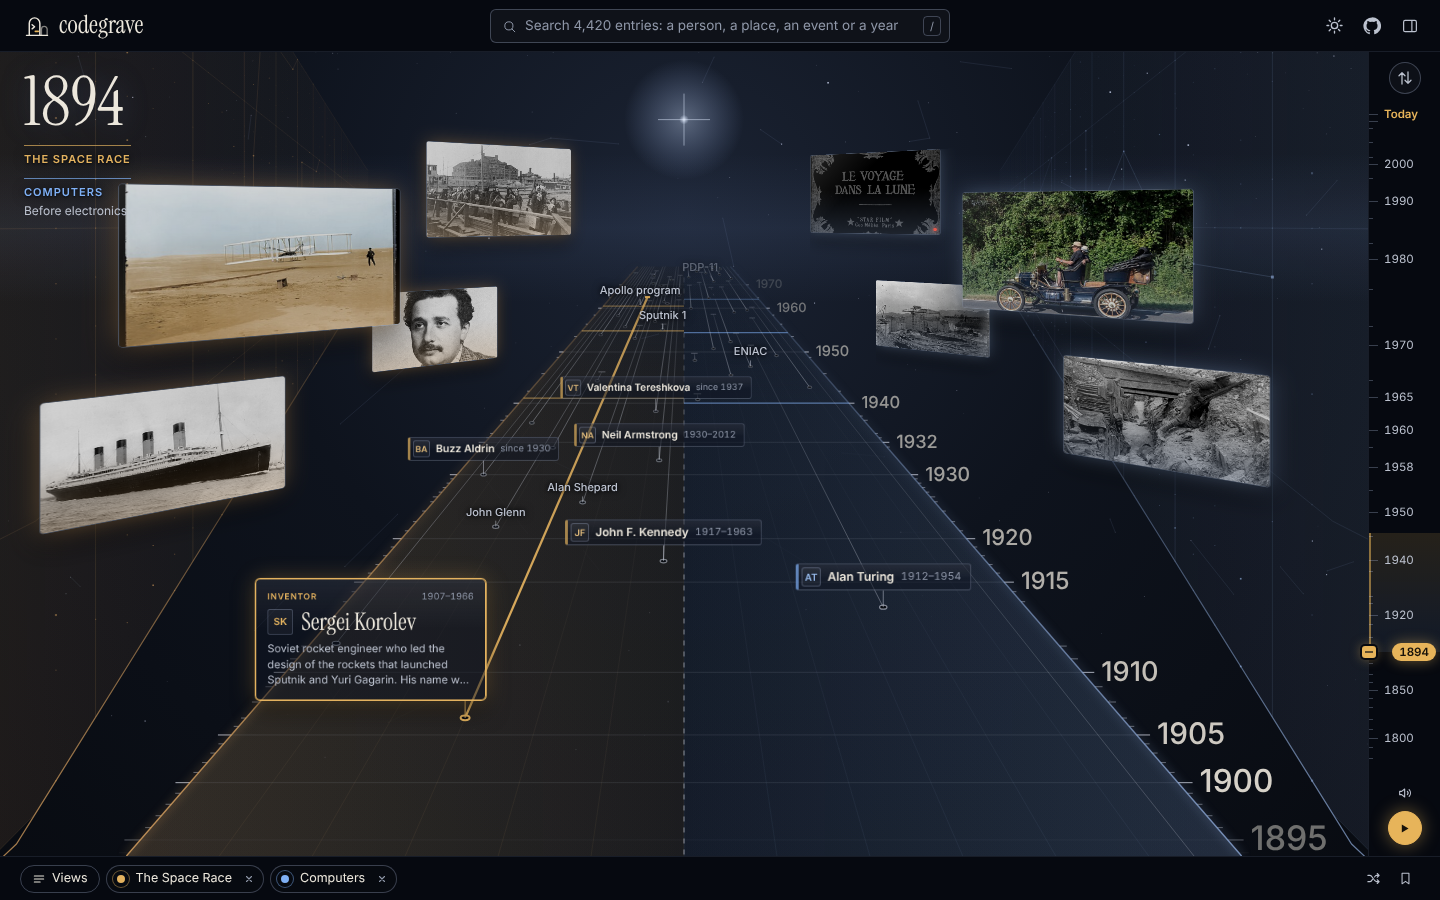 codegrave
Search 4,420 entries: a person, a place, an event or a year
/
1894
THE SPACE RACE
COMPUTERS
Before electronics
LE VOYAGE
DANS LA LUNE
"STAR FILM"
Geo Méliès Paris
PDP-11
Apollo program
Sputnik 1
ENIAC
VT Valentina Tereshkova since 1937
BA Buzz Aldrin since 1930
NA Neil Armstrong 1930–2012
Alan Shepard
John Glenn
JF John F. Kennedy 1917–1963
AT Alan Turing 1912–1954
INVENTOR 1907–1966
SK Sergei Korolev
Soviet rocket engineer who led the
design of the rockets that launched
Sputnik and Yuri Gagarin. His name w...
1970
1960
1950
1940
1932
1930
1920
1915
1910
1905
1900
1895
Today
2000
1990
1980
1970
1965
1960
1958
1950
1940
1920
1894
1850
1800
Views
The Space Race ×
Computers ×